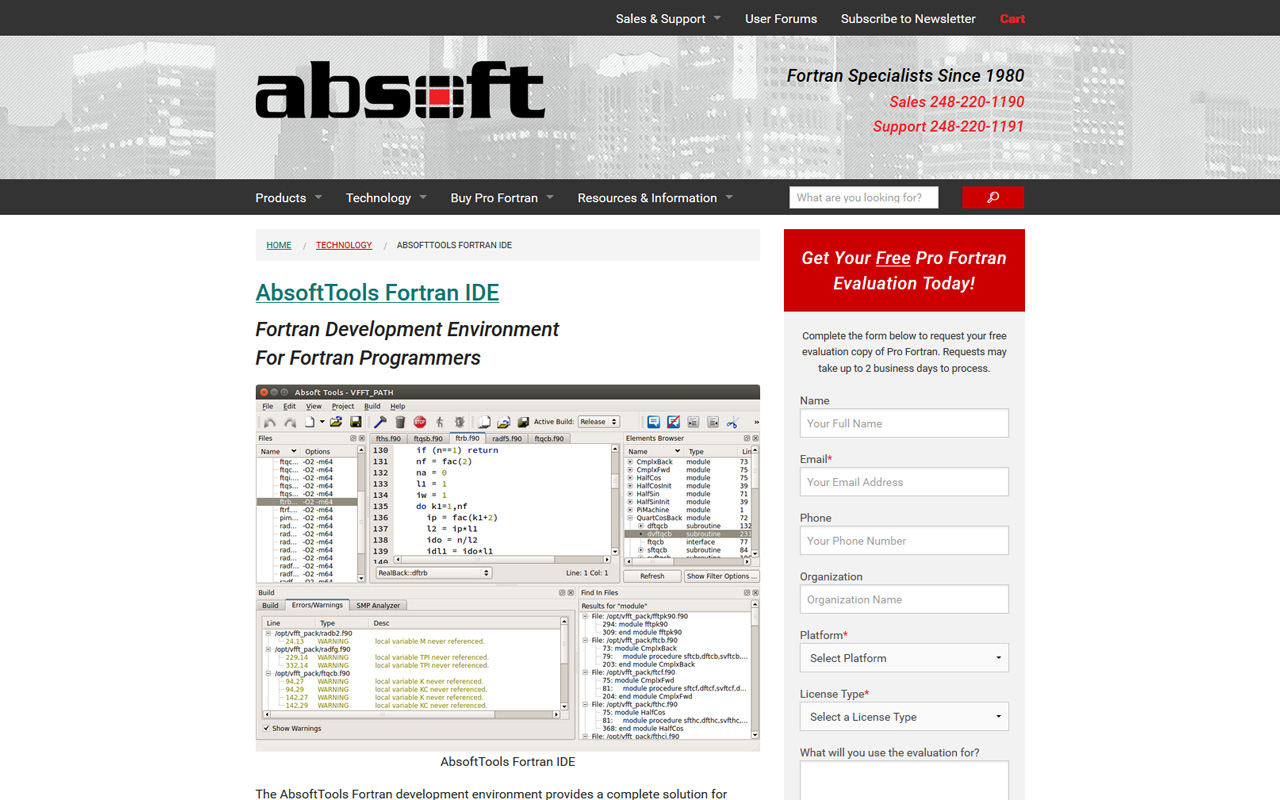 Sales & Support
User Forums
Subscribe to Newsletter
Cart
absoft
Fortran Specialists Since 1980
Sales 248-220-1190
Support 248-220-1191
Products
Technology
Buy Pro Fortran
Resources & Information
What are you looking for?
HOME / TECHNOLOGY / ABSOFTTOOLS FORTRAN IDE
AbsoftTools Fortran IDE
Fortran Development Environment
For Fortran Programmers
Absoft Tools - VFFT_PATH
File Edit View Project Build Help
Active Build: Release »
Files
Name Options
ftqc... -O2 -m64
ftqc... -O2 -m64
ftqi... -O2 -m64
ftqs... -O2 -m64
ftqs... -O2 -m64
ftrb... -O2 -m64
ftrf... -O2 -m64
pim... -O2 -m64
rad... -O2 -m64
rad... -O2 -m64
rad... -O2 -m64
rad... -O2 -m64
rad... -O2 -m64
radf... -O2 -m64
radf... -O2 -m64
radf... -O2 -m64
fths.f90 ftqsb.f90 ftrb.f90 radf5.f90 ftqcb.f90
130 if (n==1) return
131 nf = fac(2)
132 na = 0
133 l1 = 1
134 iw = 1
135 do k1=1,nf
136 ip = fac(k1+2)
137 l2 = ip*l1
138 ido = n/l2
139 idl1 = ido*l1
140
RealBack::dftrb
Line: 1 Col: 1
Elements Browser
Name Type Lin
CmplxBack module 73
CmplxFwd module 75
HalfCos module 75
HalfCosInit module 39
HalfSin module 71
HalfSinInit module 39
PiMachine module 1
QuartCosBack module 72
dftqcb subroutine 132
dvftqcb subroutine 233
ftqcb interface 77
sftqcb subroutine 84
Refresh
Show Filter Options ...
Build
Build Errors/Warnings SMP Analyzer
Line Type Desc
/opt/vfft_pack/radb2.f90
24,13 WARNING local variable M never referenced.
/opt/vfft_pack/radfg.f90
229,14 WARNING local variable TPI never referenced.
332,14 WARNING local variable TPI never referenced.
/opt/vfft_pack/ftqcb.f90
94,27 WARNING local variable K never referenced.
94,29 WARNING local variable KC never referenced.
142,27 WARNING local variable K never referenced.
142,29 WARNING local variable KC never referenced.
Show Warnings
Find In Files
Results for "module"
File: /opt/vfft_pack/fftpk90.f90
294: module fftpk90
309: end module fftpk90
File: /opt/vfft_pack/ftcb.f90
73: module CmplxBack
79: module procedure sftcb,dftcb,svftcb,...
203: end module CmplxBack
File: /opt/vfft_pack/ftcf.f90
75: module CmplxFwd
81: module procedure sftcf,dftcf,svftcf,d...
204: end module CmplxFwd
File: /opt/vfft_pack/fthc.f90
75: module HalfCos
81: module procedure sfthc,dfthc,svfthc,...
368: end module HalfCos
File: /opt/vfft_pack/fthci.f90
AbsoftTools Fortran IDE
The AbsoftTools Fortran development environment provides a complete solution for
Get Your Free Pro Fortran
Evaluation Today!
Complete the form below to request your free
evaluation copy of Pro Fortran. Requests may
take up to 2 business days to process.
Name
Your Full Name
Email*
Your Email Address
Phone
Your Phone Number
Organization
Organization Name
Platform*
Select Platform
License Type*
Select a License Type
What will you use the evaluation for?